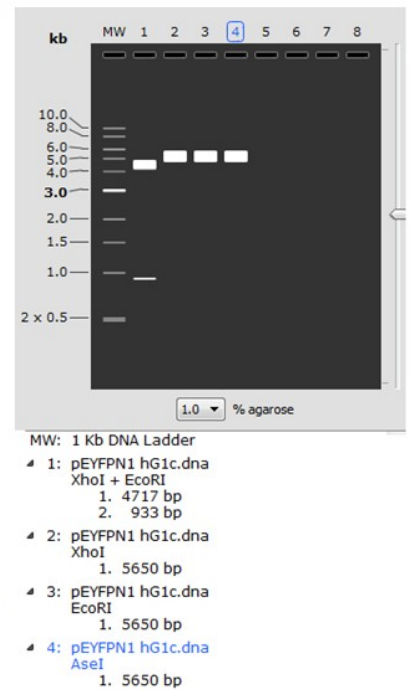 kb MW 1 2 3 4 5 6 7 8
10.0
8.0
6.0
5.0
4.0
3.0
2.0
1.5
1.0
2 x 0.5
1.0 % agarose
MW: 1 Kb DNA Ladder
1: pEYFPN1 hG1c.dna
XhoI + EcoRI
1. 4717 bp
2. 933 bp
2: pEYFPN1 hG1c.dna
XhoI
1. 5650 bp
3: pEYFPN1 hG1c.dna
EcoRI
1. 5650 bp
4: pEYFPN1 hG1c.dna
AseI
1. 5650 bp